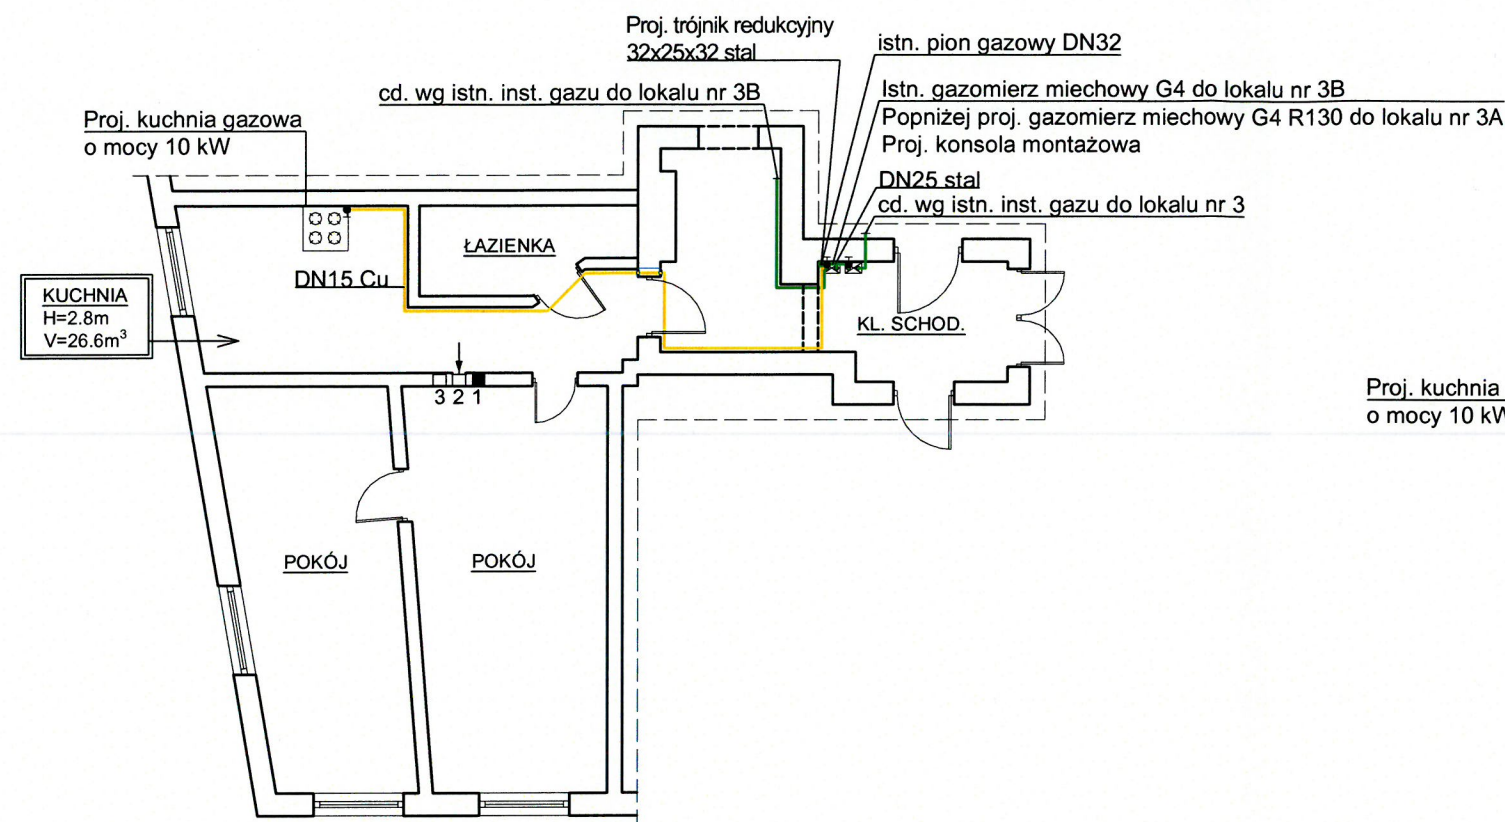 Proj. trójnik redukcyjny
32x25x32 stal
istn. pion gazowy DN32
cd. wg istn. inst. gazu do lokalu nr 3B
Istn. gazomierz miechowy G4 do lokalu nr 3B
Popniżej proj. gazomierz miechowy G4 R130 do lokalu nr 3A
Proj. konsola montażowa
Proj. kuchnia gazowa
o mocy 10 kW
DN25 stal
cd. wg istn. inst. gazu do lokalu nr 3
ŁAZIENKA
DN15 Cu
KUCHNIA
H=2.8m
V=26.6m³
KL. SCHOD.
3 2 1
Proj. kuchnia
o mocy 10 kW
POKÓJ
POKÓJ